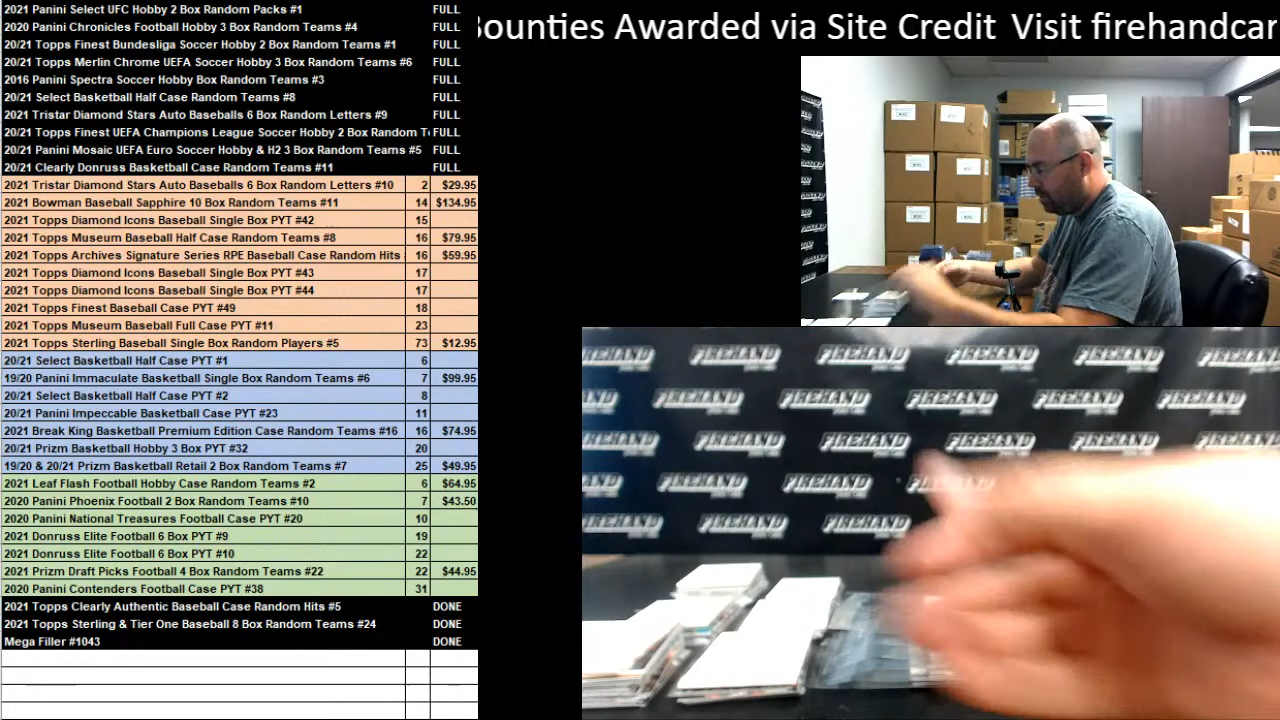 2021 Panini Select UFC Hobby 2 Box Random Packs #1 FULL
2020 Panini Chronicles Football Hobby 3 Box Random Teams #4 FULL
20/21 Topps Finest Bundesliga Soccer Hobby 2 Box Random Teams #1 FULL
20/21 Topps Merlin Chrome UEFA Soccer Hobby 3 Box Random Teams #6 FULL
2016 Panini Spectra Soccer Hobby Box Random Teams #3 FULL
20/21 Select Basketball Half Case Random Teams #8 FULL
20/21 Tristar Diamond Stars Auto Baseballs 6 Box Random Letters #9 FULL
20/21 Topps Finest UEFA Champions League Soccer Hobby 2 Box Random T FULL
20/21 Panini Mosaic UEFA Euro Soccer Hobby & H2 3 Box Random Teams #5 FULL
20/21 Clearly Donruss Basketball Case Random Teams #11 FULL
2021 Tristar Diamond Stars Auto Baseballs 6 Box Random Letters #10 2 $29.95
2021 Bowman Baseball Sapphire 10 Box Random Teams #11 14 $134.95
2021 Topps Diamond Icons Baseball Single Box PYT #42 15
2021 Topps Museum Baseball Half Case Random Teams #8 16 $79.95
2021 Topps Archives Signature Series RPE Baseball Case Random Hits 16 $59.95
2021 Topps Diamond Icons Baseball Single Box PYT #43 17
2021 Topps Diamond Icons Baseball Single Box PYT #44 17
2021 Topps Finest Baseball Case PYT #49 18
2021 Topps Museum Baseball Full Case PYT #11 23
2021 Topps Sterling Baseball Single Box Random Players #5 73 $12.95
20/21 Select Basketball Half Case PYT #1 6
19/20 Panini Immaculate Basketball Single Box Random Teams #6 7 $99.95
20/21 Select Basketball Half Case PYT #2 8
20/21 Panini Impeccable Basketball Case PYT #23 11
2021 Break King Basketball Premium Edition Case Random Teams #16 16 $74.95
20/21 Prizm Basketball Hobby 3 Box PYT #32 20
19/20 & 20/21 Prizm Basketball Retail 2 Box Random Teams #7 25 $49.95
2021 Leaf Flash Football Hobby Case Random Teams #2 6 $64.95
2020 Panini Phoenix Football 2 Box Random Teams #10 7 $43.50
2020 Panini National Treasures Football Case PYT #20 10
2021 Donruss Elite Football 6 Box PYT #9 19
2021 Donruss Elite Football 6 Box PYT #10 22
2021 Prizm Draft Picks Football 4 Box Random Teams #22 22 $44.95
2020 Panini Contenders Football Case PYT #38 31
2021 Topps Clearly Authentic Baseball Case Random Hits #5 DONE
2021 Topps Sterling & Tier One Baseball 8 Box Random Teams #24 DONE
Mega Filler #1043 DONE
Bounties Awarded via Site Credit Visit firehandcar
FIREHAND FIREHAND FIREHAND FIREHAND
FIREHAND FIREHAND FIREHAND FIREHAND
FIREHAND FIREHAND FIREHAND
FIREHAND FIREHAND FIREHAND
FIREHAND FIREHAND FIREHAND